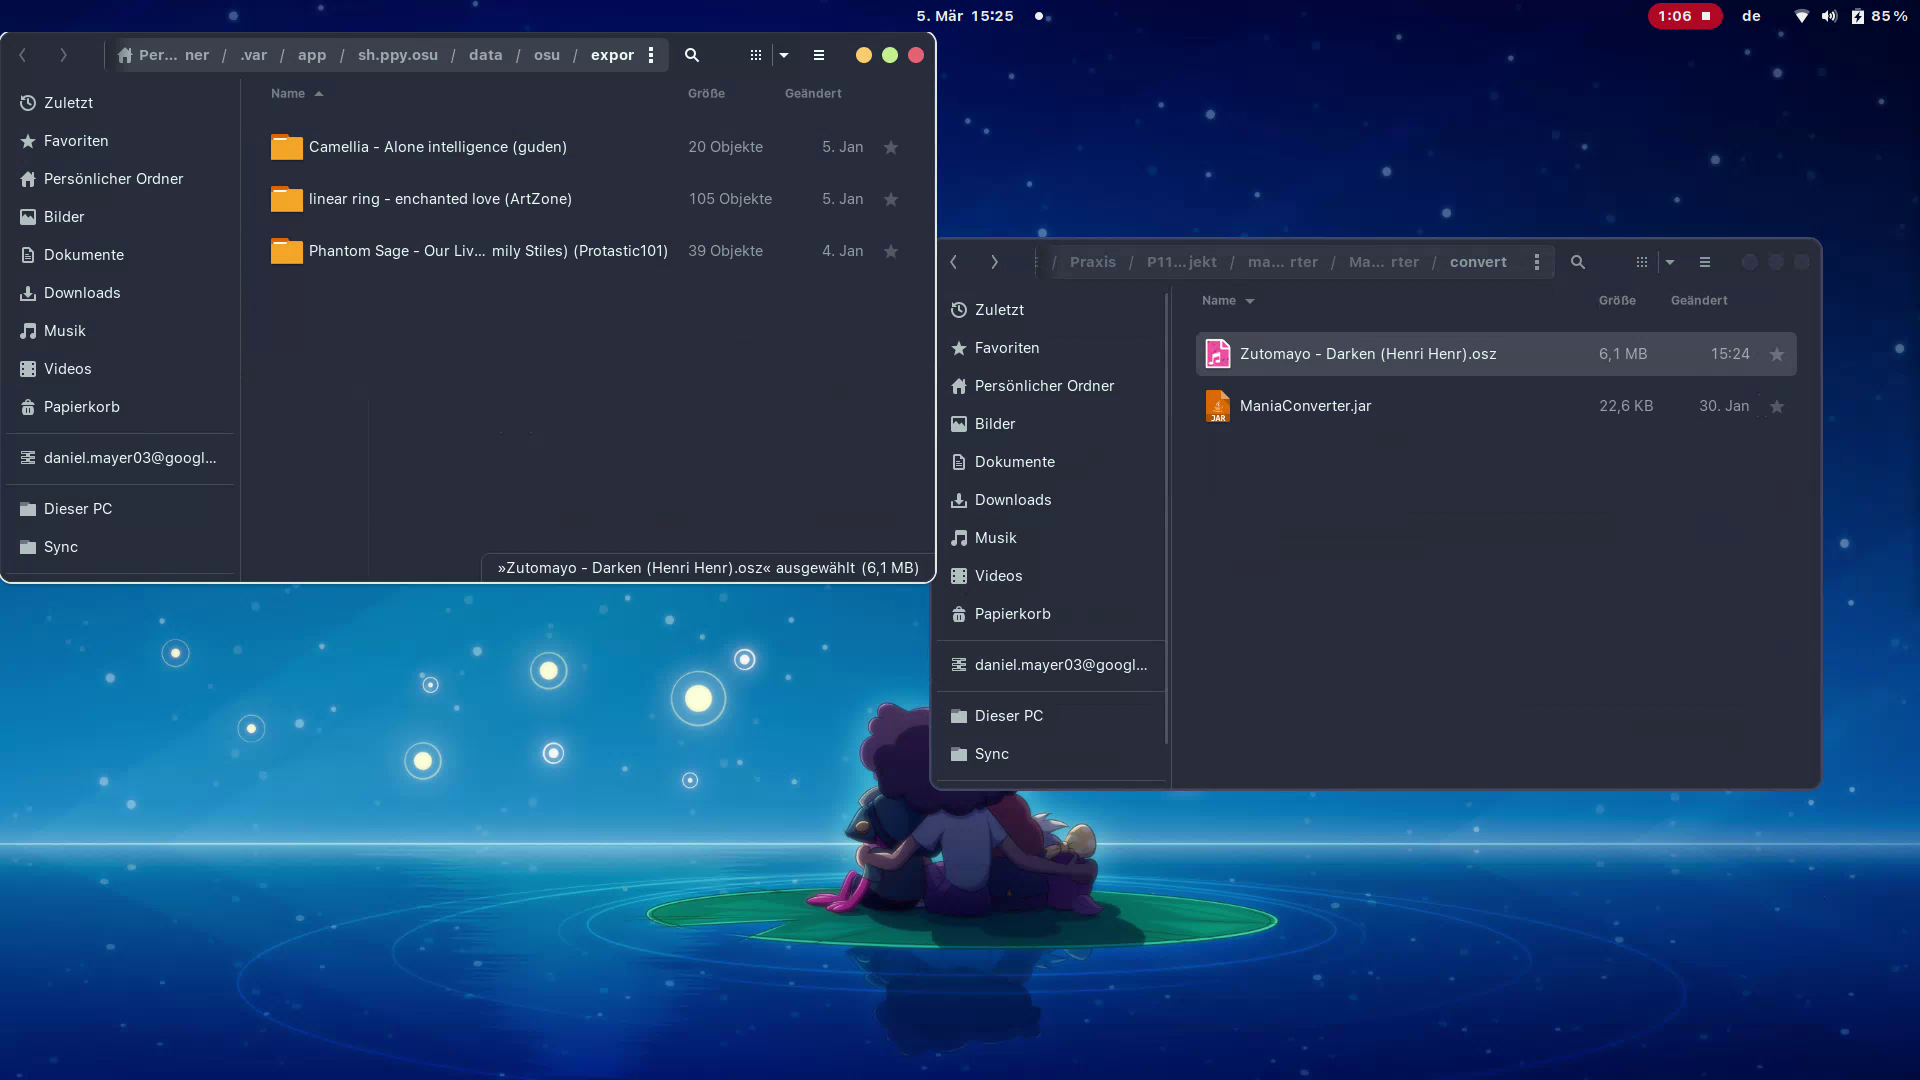 5. Mär 15:25
1:06
de
85 %
Per… ner / .var / app / sh.ppy.osu / data / osu / expor
Zuletzt
Favoriten
Persönlicher Ordner
Bilder
Dokumente
Downloads
Musik
Videos
Papierkorb
daniel.mayer03@googl…
Dieser PC
Sync
Name Größe Geändert
Camellia - Alone intelligence (guden) 20 Objekte 5. Jan
linear ring - enchanted love (ArtZone) 105 Objekte 5. Jan
Phantom Sage - Our Liv… mily Stiles) (Protastic101) 39 Objekte 4. Jan
»Zutomayo - Darken (Henri Henr).osz« ausgewählt (6,1 MB)
/ Praxis / P11…jekt / ma… rter / Ma… rter / convert
Zuletzt
Favoriten
Persönlicher Ordner
Bilder
Dokumente
Downloads
Musik
Videos
Papierkorb
daniel.mayer03@googl…
Dieser PC
Sync
Name Größe Geändert
Zutomayo - Darken (Henri Henr).osz 6,1 MB 15:24
JAR
ManiaConverter.jar 22,6 KB 30. Jan